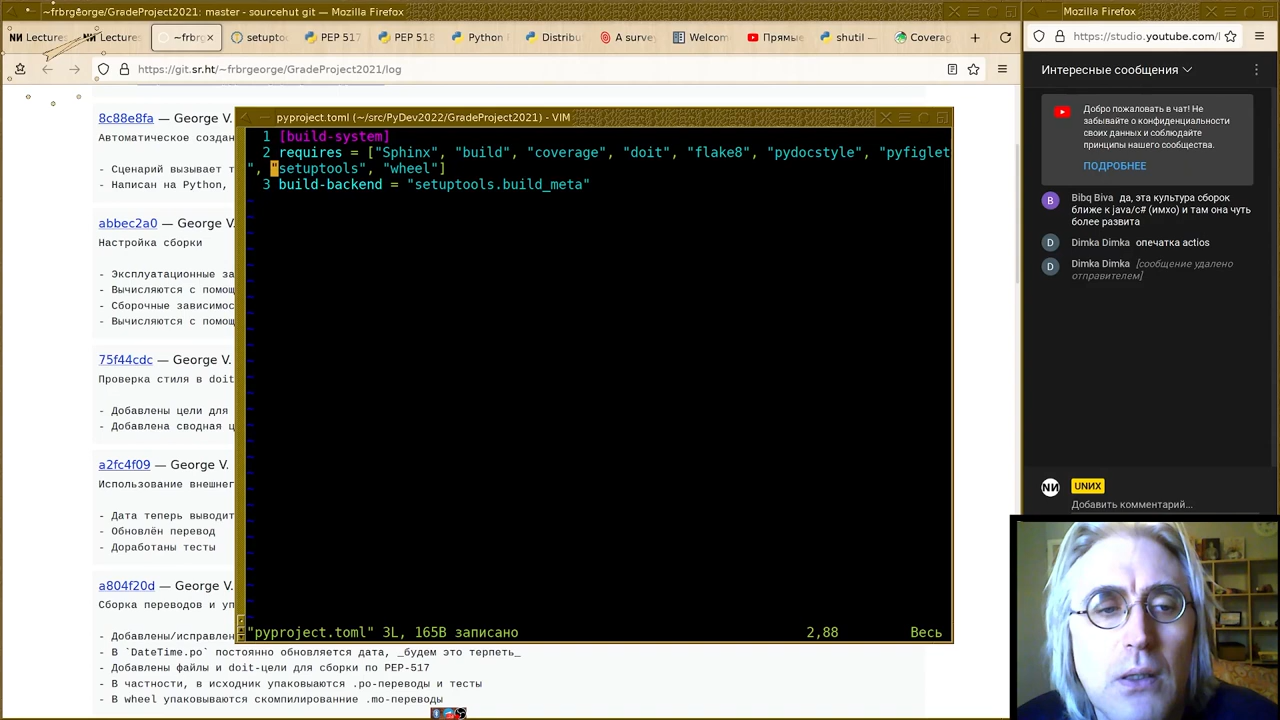 ~frbrgeorge/GradeProject2021: master - sourcehut git - Mozilla Firefox
Lectures
Lectures
~frbrg
setupto
PEP 517
PEP 518
Python
Distribu
A survey
Welcom
Прямые
shutil —
Coverag
https://git.sr.ht/~frbrgeorge/GradeProject2021/log
8c88e8fa — George V.
Автоматическое создан
- Сценарий вызывает т
- Написан на Python,
abbec2a0 — George V.
Настройка сборки
- Эксплуатационные за
- Вычисляются с помощ
- Сборочные зависимос
- Вычисляются с помощ
75f44cdc — George V.
Проверка стиля в doit
- Добавлены цели для
- Добавлена сводная ц
a2fc4f09 — George V.
Использование внешнег
- Дата теперь выводит
- Обновлён перевод
- Доработаны тесты
a804f20d — George V.
Сборка переводов и уп
- Добавлены/исправлен
- В `DateTime.po` постоянно обновляется дата, _будем это терпеть_
- Добавлены файлы и doit-цели для сборки по PEP-517
- В частности, в исходник упаковыаются .po-переводы и тесты
- В wheel упаковываются скомпилированние .mo-переводы
pyproject.toml (~/src/PyDev2022/GradeProject2021) - VIM
1 [build-system]
2 requires = ["Sphinx", "build", "coverage", "doit", "flake8", "pydocstyle", "pyfiglet
", "setuptools", "wheel"]
3 build-backend = "setuptools.build_meta"
"pyproject.toml" 3L, 165B записано 2,88 Весь
Mozilla Firefox
https://studio.youtube.com/l
Интересные сообщения
Добро пожаловать в чат! Не
забывайте о конфиденциальности
своих данных и соблюдайте
принципы нашего сообщества.
ПОДРОБНЕЕ
B Bibq Biva да, эта культура сборок
ближе к java/c# (имхо) и там она чуть
более развита
D Dimka Dimka опечатка actios
D Dimka Dimka [сообщение удалено
отправителем]
UNИX
Добавить комментарий...